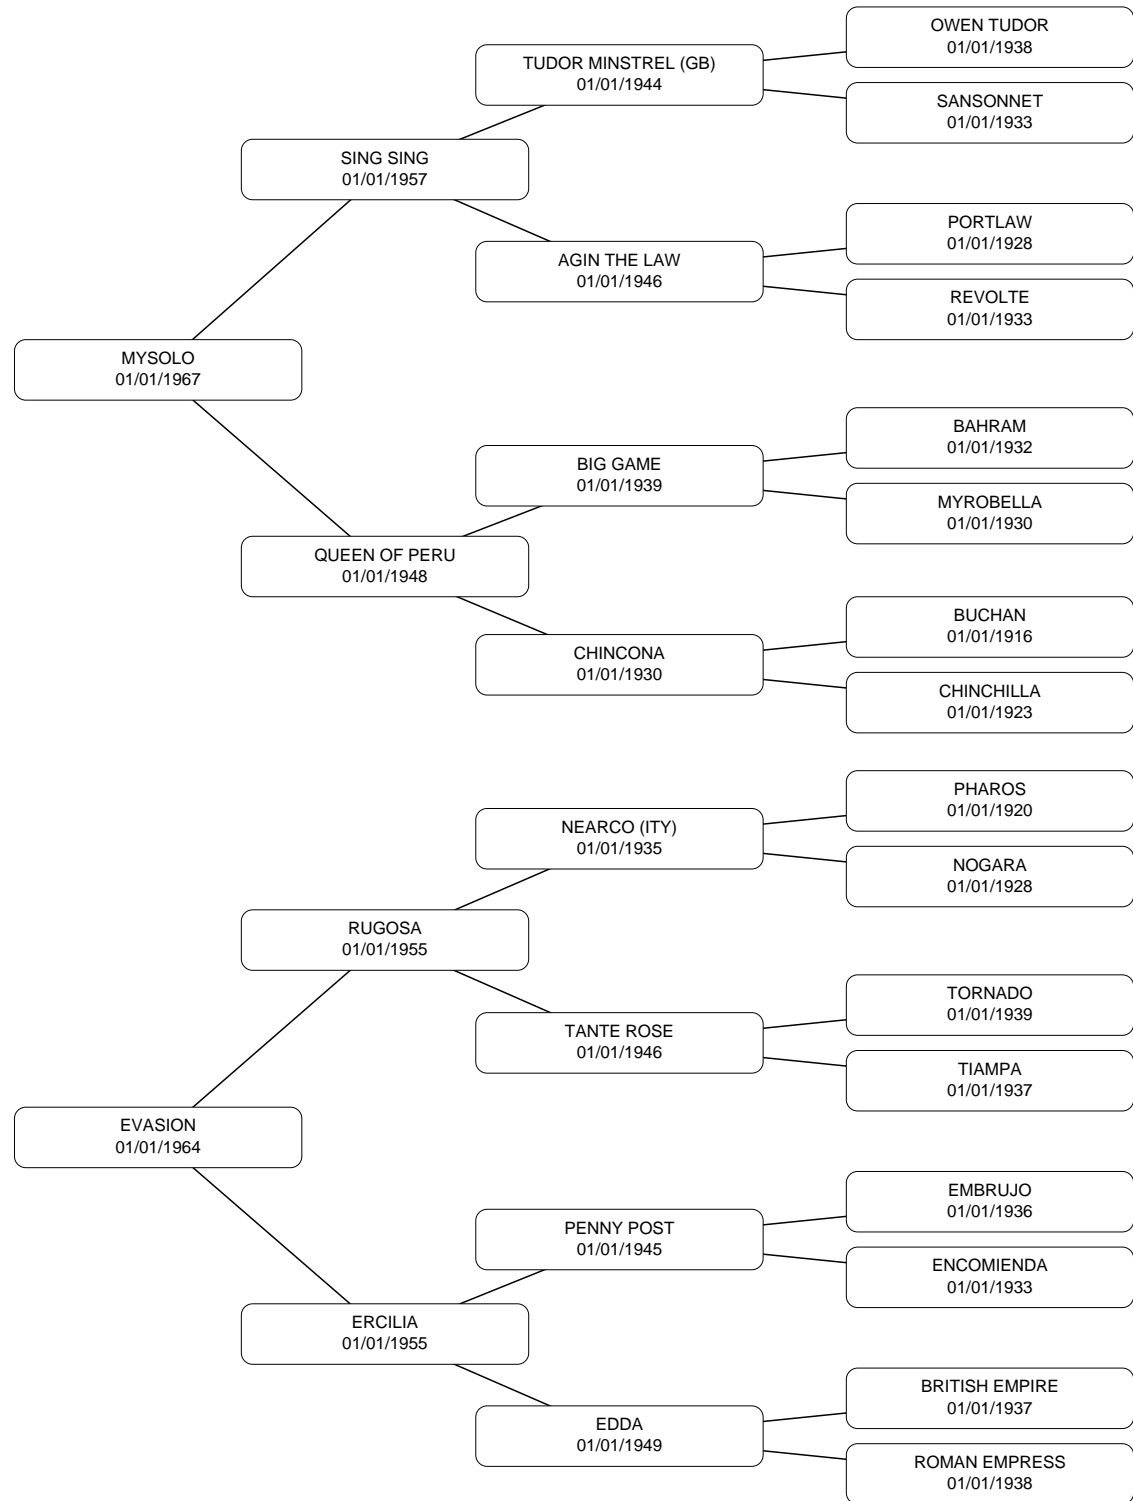 OWEN TUDOR
01/01/1938
TUDOR MINSTREL (GB)
01/01/1944
SANSONNET
01/01/1933
SING SING
01/01/1957
PORTLAW
01/01/1928
AGIN THE LAW
01/01/1946
REVOLTE
01/01/1933
MYSOLO
01/01/1967
BAHRAM
01/01/1932
BIG GAME
01/01/1939
MYROBELLA
01/01/1930
QUEEN OF PERU
01/01/1948
BUCHAN
01/01/1916
CHINCONA
01/01/1930
CHINCHILLA
01/01/1923
PHAROS
01/01/1920
NEARCO (ITY)
01/01/1935
NOGARA
01/01/1928
RUGOSA
01/01/1955
TORNADO
01/01/1939
TANTE ROSE
01/01/1946
TIAMPA
01/01/1937
EVASION
01/01/1964
EMBRUJO
01/01/1936
PENNY POST
01/01/1945
ENCOMIENDA
01/01/1933
ERCILIA
01/01/1955
BRITISH EMPIRE
01/01/1937
EDDA
01/01/1949
ROMAN EMPRESS
01/01/1938